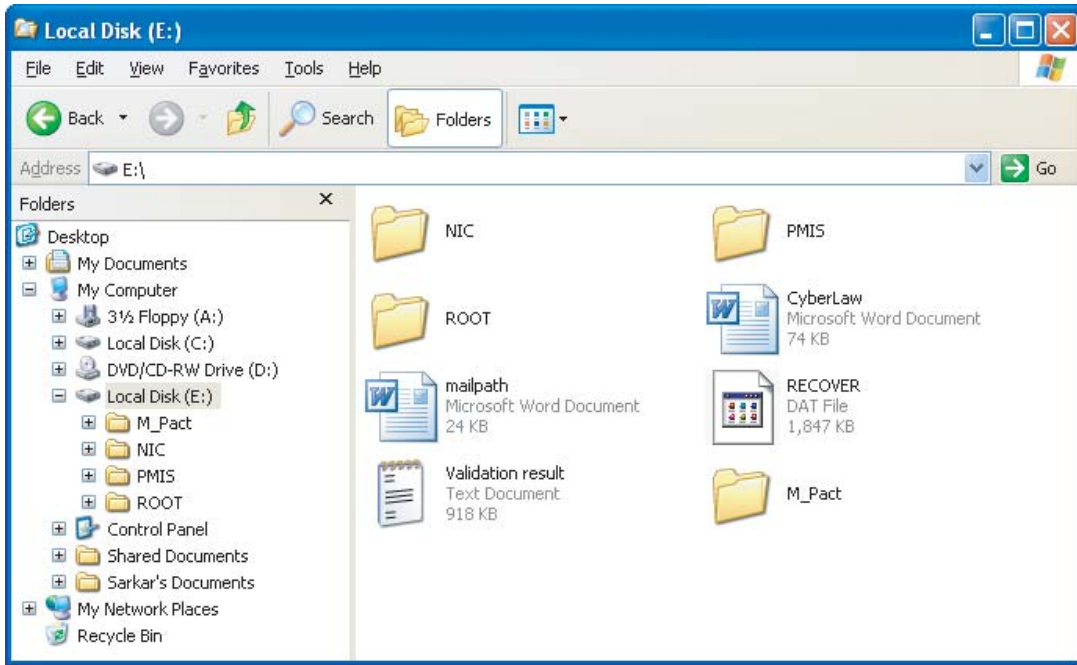 Local Disk (E:)
File Edit View Favorites Tools Help
Back Search Folders
Address E:\ Go
Folders
Desktop
My Documents
My Computer
3½ Floppy (A:)
Local Disk (C:)
DVD/CD-RW Drive (D:)
Local Disk (E:)
M_Pact
NIC
PMIS
ROOT
Control Panel
Shared Documents
Sarkar's Documents
My Network Places
Recycle Bin
NIC
PMIS
ROOT
CyberLaw
Microsoft Word Document
74 KB
mailpath
Microsoft Word Document
24 KB
RECOVER
DAT File
1,847 KB
Validation result
Text Document
918 KB
M_Pact